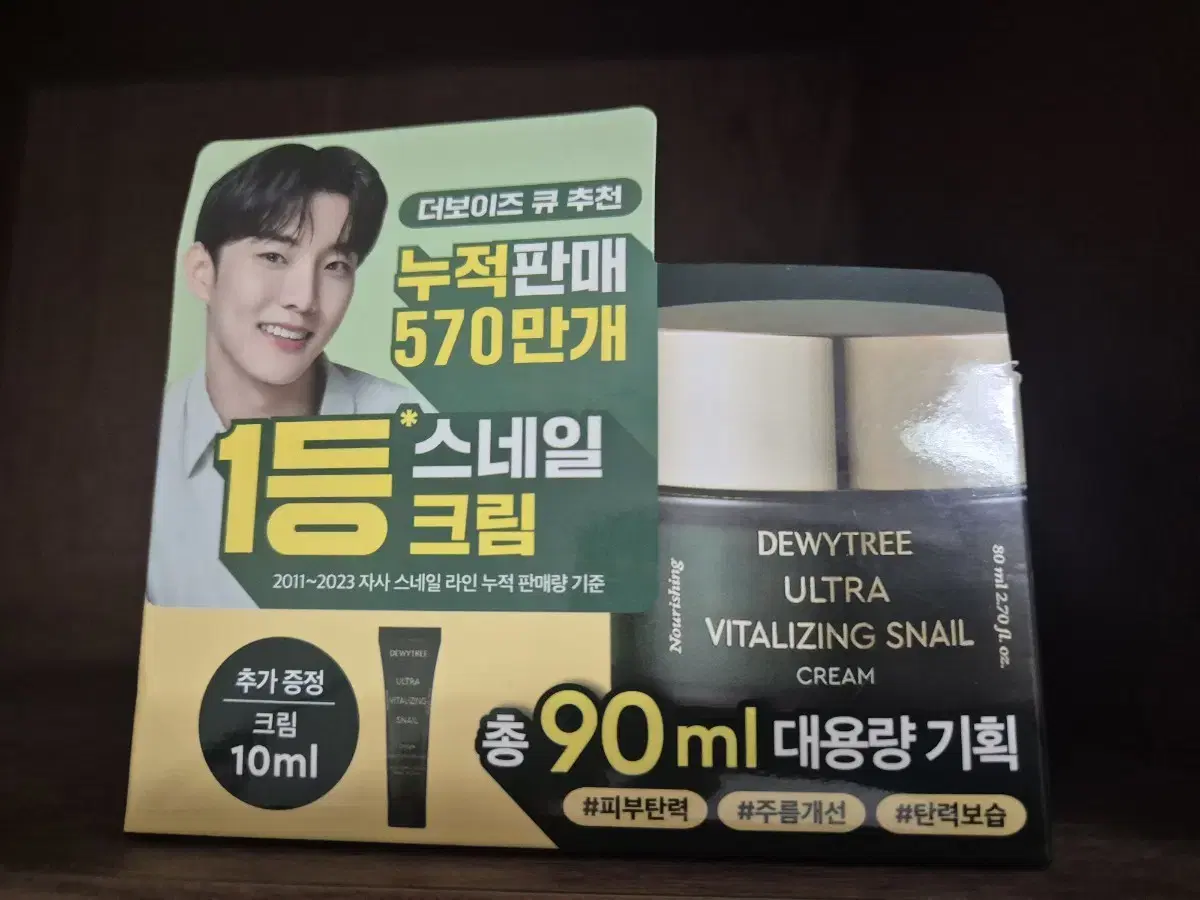 더보이즈 큐 추천
누적판매
570만개
1등*스네일
크림
2011~2023 자사 스네일 라인 누적 판매량 기준
추가 증정
크림
10ml
DEWYTREE
ULTRA
VITALIZING
SNAIL
Nourishing
DEWYTREE
ULTRA
VITALIZING SNAIL
CREAM
80 ml 2.70 fl. oz.
총 90ml 대용량 기획
#피부탄력 #주름개선 #탄력보습